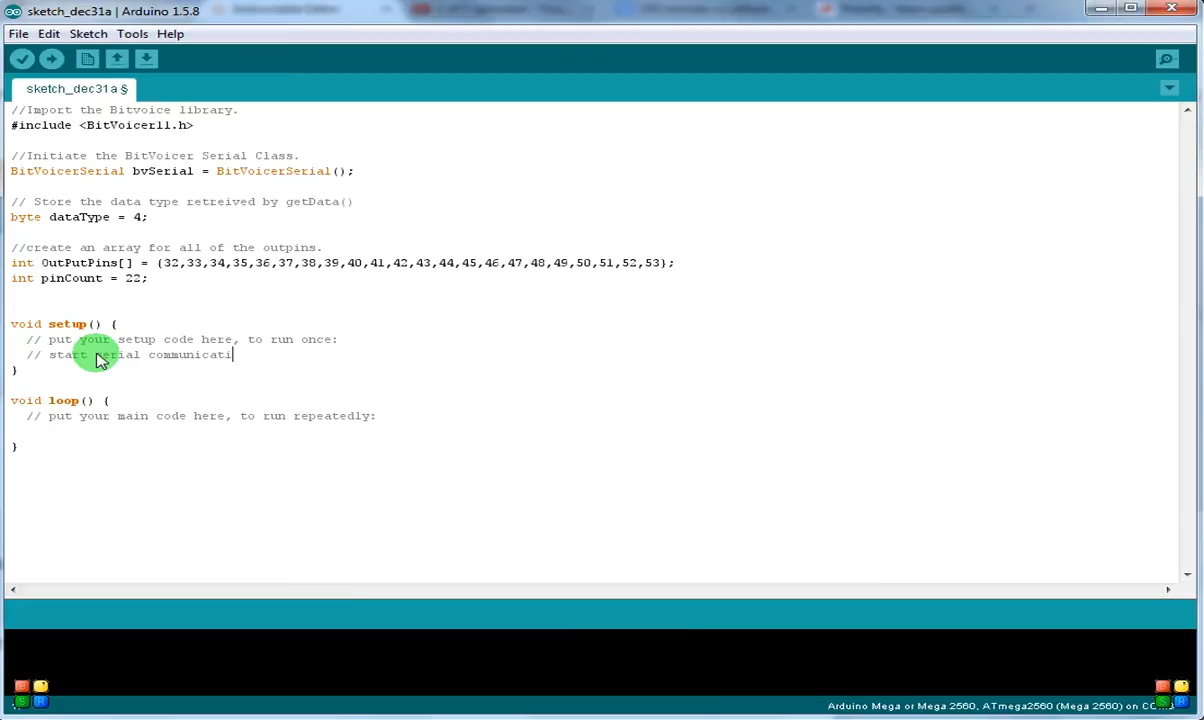 sketch_dec31a | Arduino 1.5.8
File Edit Sketch Tools Help
sketch_dec31a §
//Import the Bitvoice library.
#include <BitVoicer11.h>
//Initiate the BitVoicer Serial Class.
BitVoicerSerial bvSerial = BitVoicerSerial();
// Store the data type retreived by getData()
byte dataType = 4;
//create an array for all of the outpins.
int OutPutPins[] = {32,33,34,35,36,37,38,39,40,41,42,43,44,45,46,47,48,49,50,51,52,53};
int pinCount = 22;
void setup() {
// put your setup code here, to run once:
// start serial communicati
}
void loop() {
// put your main code here, to run repeatedly:
}
Arduino Mega or Mega 2560, ATmega2560 (Mega 2560) on